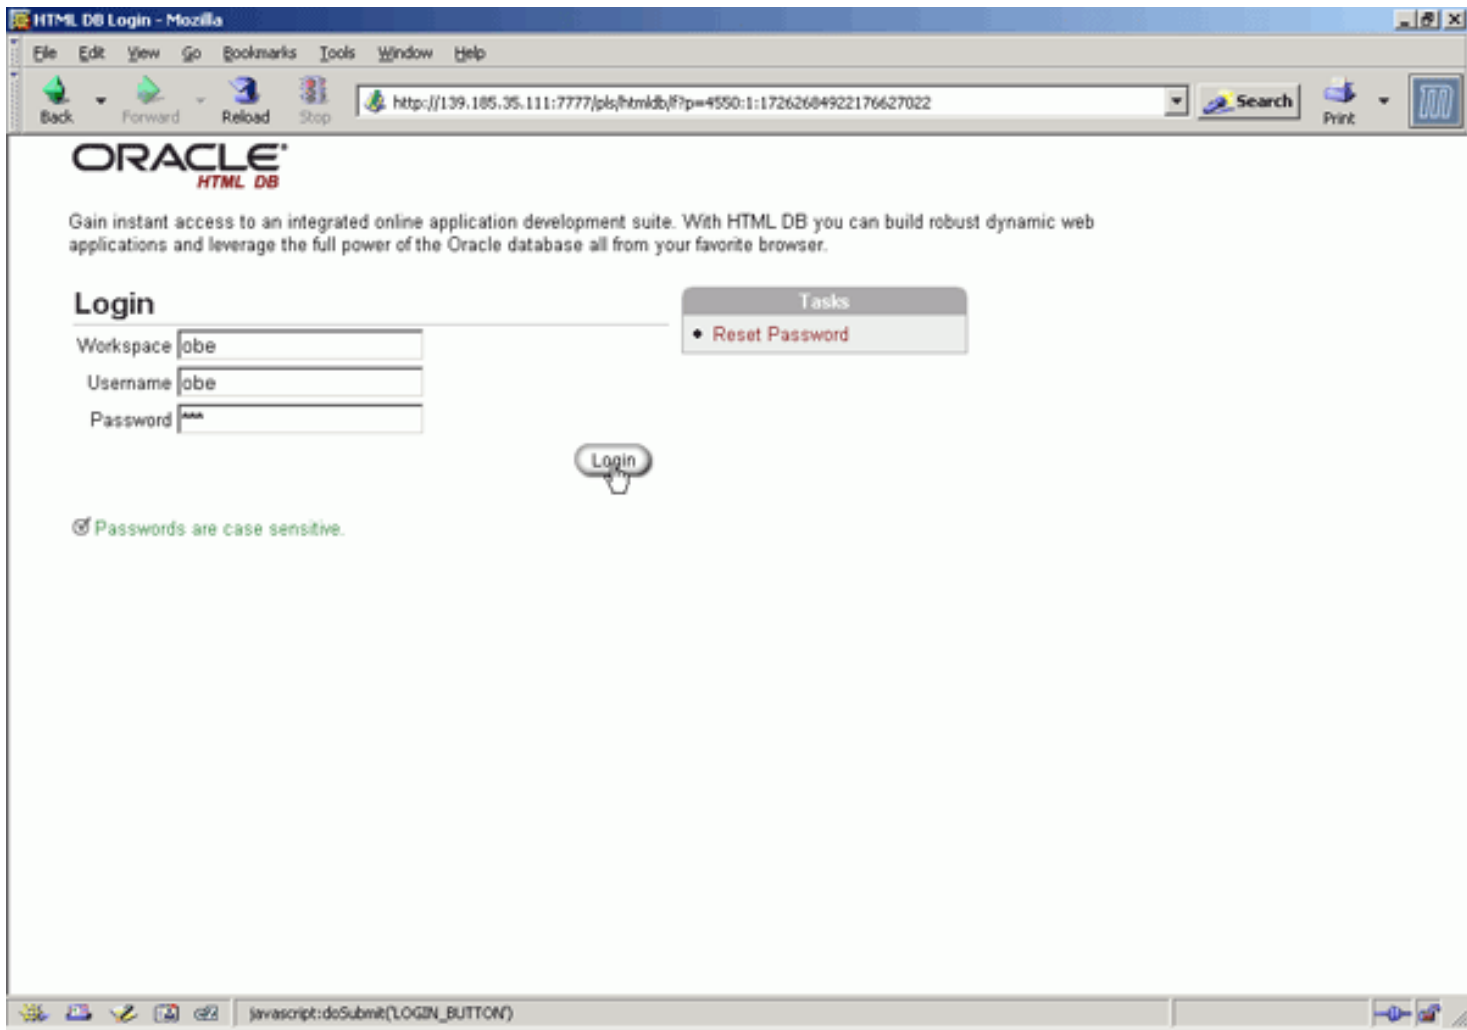 HTML DB Login - Mozilla
File Edit View Go Bookmarks Tools Window Help
Back Forward Reload Stop http://139.185.35.111:7777/pls/htmldb/f?p=4550:1:17262684922176627022 Search Print
ORACLE
HTML DB
Gain instant access to an integrated online application development suite. With HTML DB you can build robust dynamic web
applications and leverage the full power of the Oracle database all from your favorite browser.
Login
Workspace obe
Username obe
Password ***
Login
Tasks
• Reset Password
Passwords are case sensitive.
javascript:doSubmit('LOGIN_BUTTON')